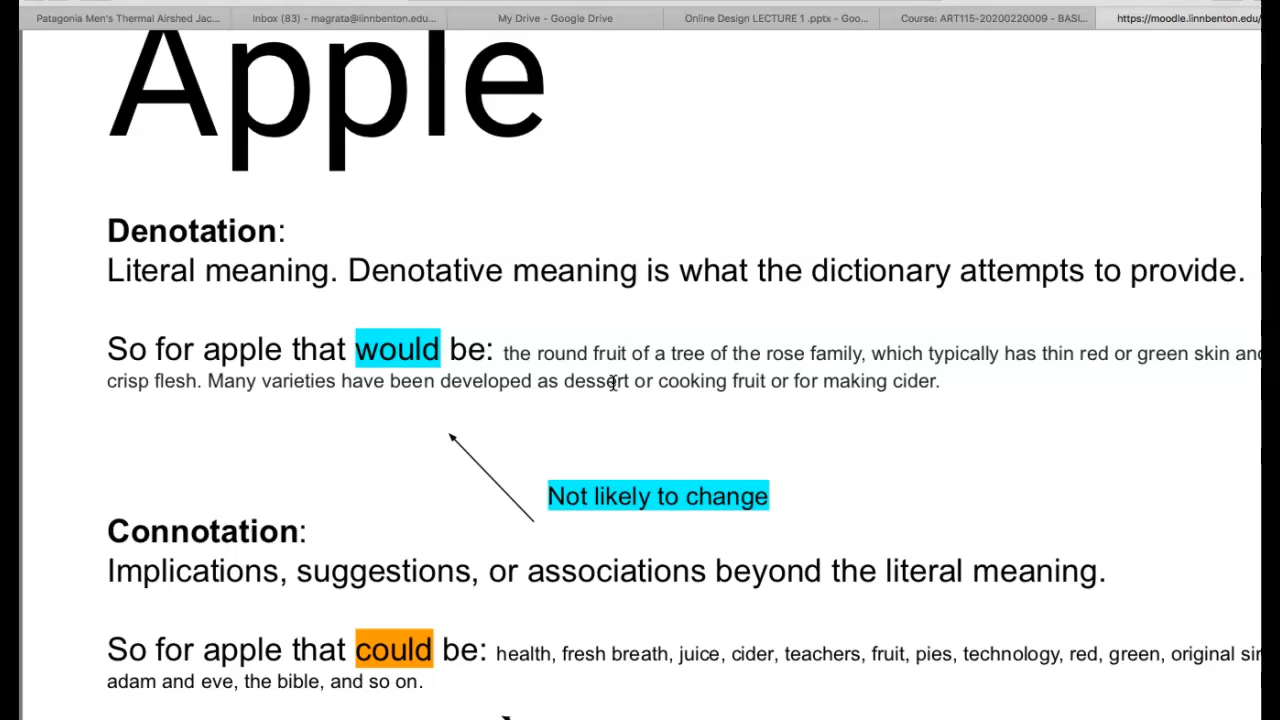 Patagonia Men's Thermal Airshed Jac... Inbox (83) - magrata@linnbenton.edu... My Drive - Google Drive Online Design LECTURE 1 .pptx - Goo... Course: ART115-20200220009 - BASI... https://moodle.linnbenton.edu/
Apple
Denotation:
Literal meaning. Denotative meaning is what the dictionary attempts to provide.
So for apple that would be: the round fruit of a tree of the rose family, which typically has thin red or green skin and
crisp flesh. Many varieties have been developed as dessert or cooking fruit or for making cider.
Not likely to change
Connotation:
Implications, suggestions, or associations beyond the literal meaning.
So for apple that could be: health, fresh breath, juice, cider, teachers, fruit, pies, technology, red, green, original sin
adam and eve, the bible, and so on.